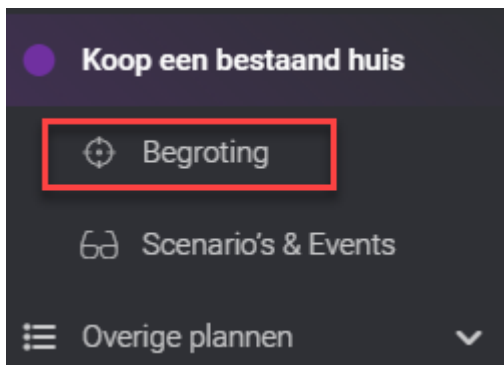 Koop een bestaand huis
Begroting
Scenario's & Events
Overige plannen